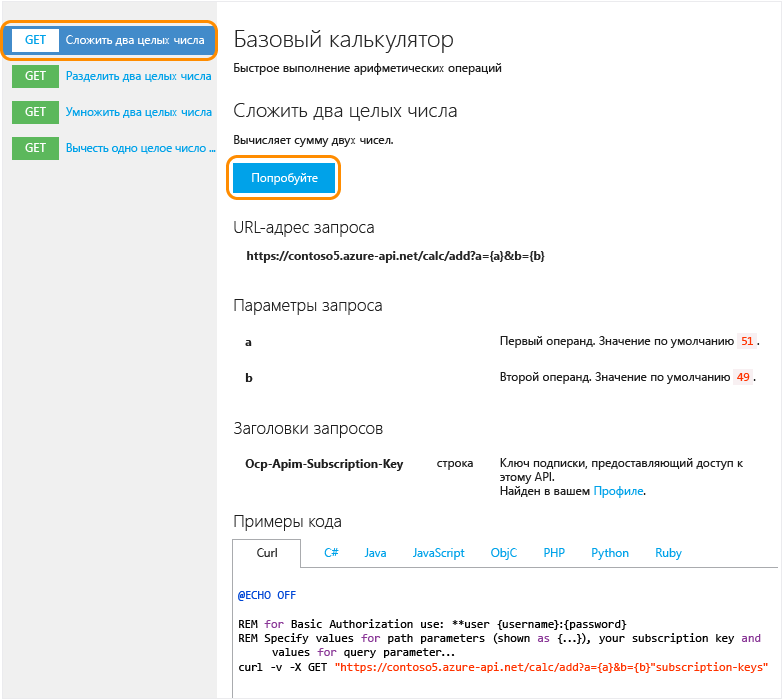 GET Сложить два целых числа
GET Разделить два целых числа
GET Умножить два целых числа
GET Вычесть одно целое число ...
Базовый калькулятор
Быстрое выполнение арифметических операций
Сложить два целых числа
Вычисляет сумму двух чисел.
Попробуйте
URL-адрес запроса
https://contoso5.azure-api.net/calc/add?a={a}&b={b}
Параметры запроса
a Первый операнд. Значение по умолчанию 51.
b Второй операнд. Значение по умолчанию 49.
Заголовки запросов
Ocp-Apim-Subscription-Key строка Ключ подписки, предоставляющий доступ к
этому API.
Найден в вашем Профиле.
Примеры кода
Curl C# Java JavaScript ObjC PHP Python Ruby
@ECHO OFF
REM for Basic Authorization use: **user {username}:{password}
REM Specify values for path parameters (shown as {...}), your subscription key and
values for query parameter...
curl -v -X GET "https://contoso5.azure-api.net/calc/add?a={a}&b={b}"subscription-keys"